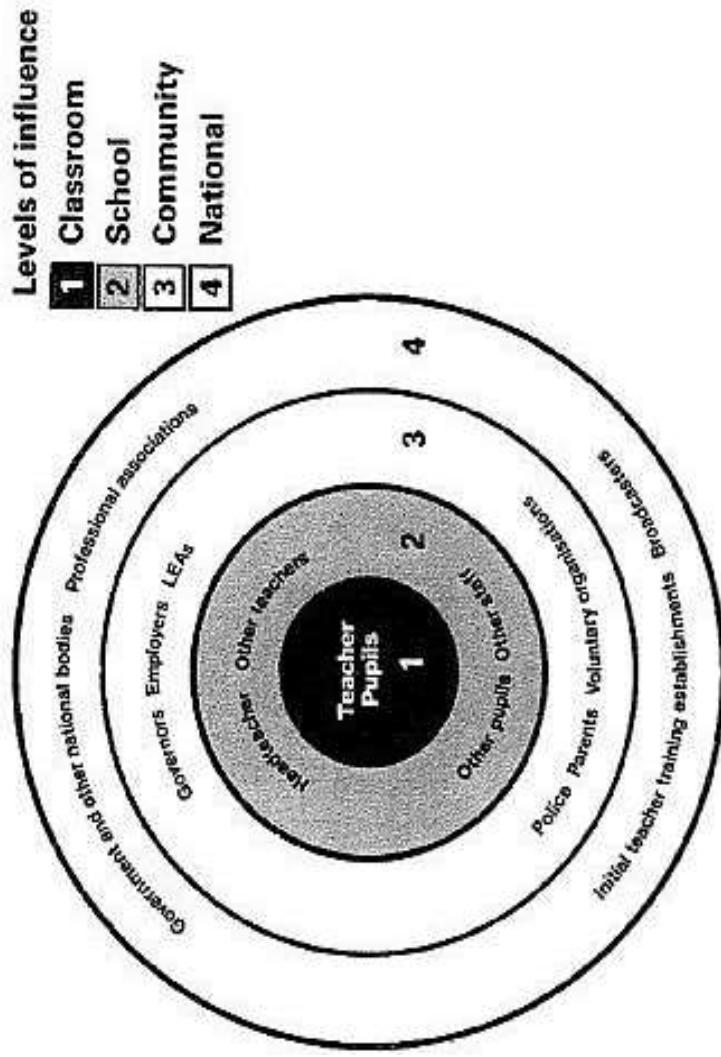 Levels of influence
1 Classroom
2 School
3 Community
4 National
Government and other national bodies Professional associations
Governors Employers LEAs
Headteacher Other teachers
Teacher
Pupils
1
Other pupils Other staff
2
Police Parents Voluntary organisations
3
Initial teacher training establishments Broadcasters
4